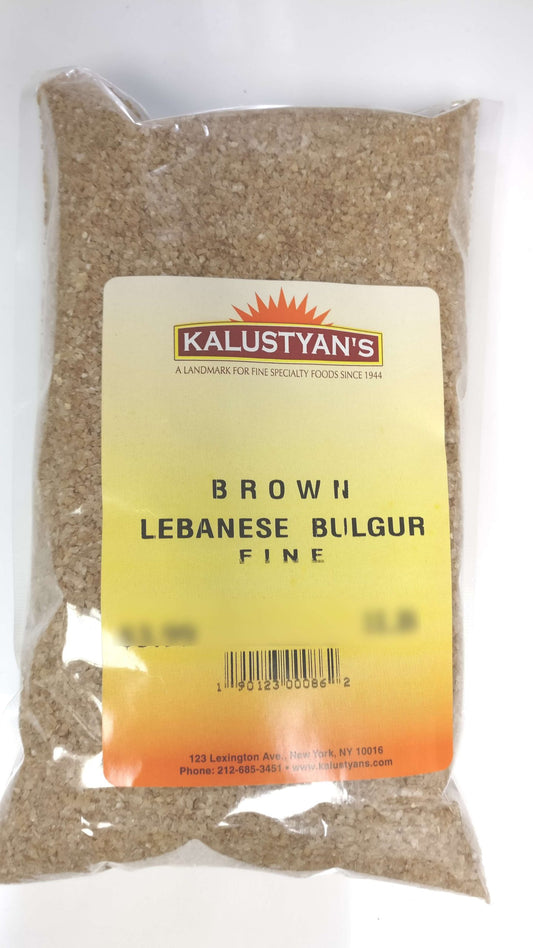 KALUSTYAN'S
A LANDMARK FOR FINE SPECIALTY FOODS SINCE 1944
BROWN
LEBANESE BULGUR
FINE
1 90123 00086 2
123 Lexington Ave., New York, NY 10016
Phone: 212-685-3451 • www.kalustyans.com